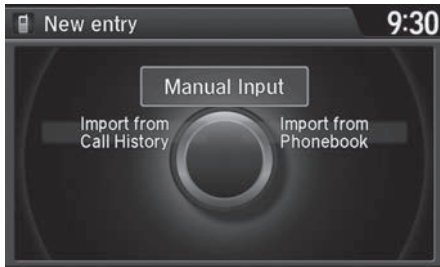 New entry
9:30
Manual Input
Import from
Call History
Import from
Phonebook